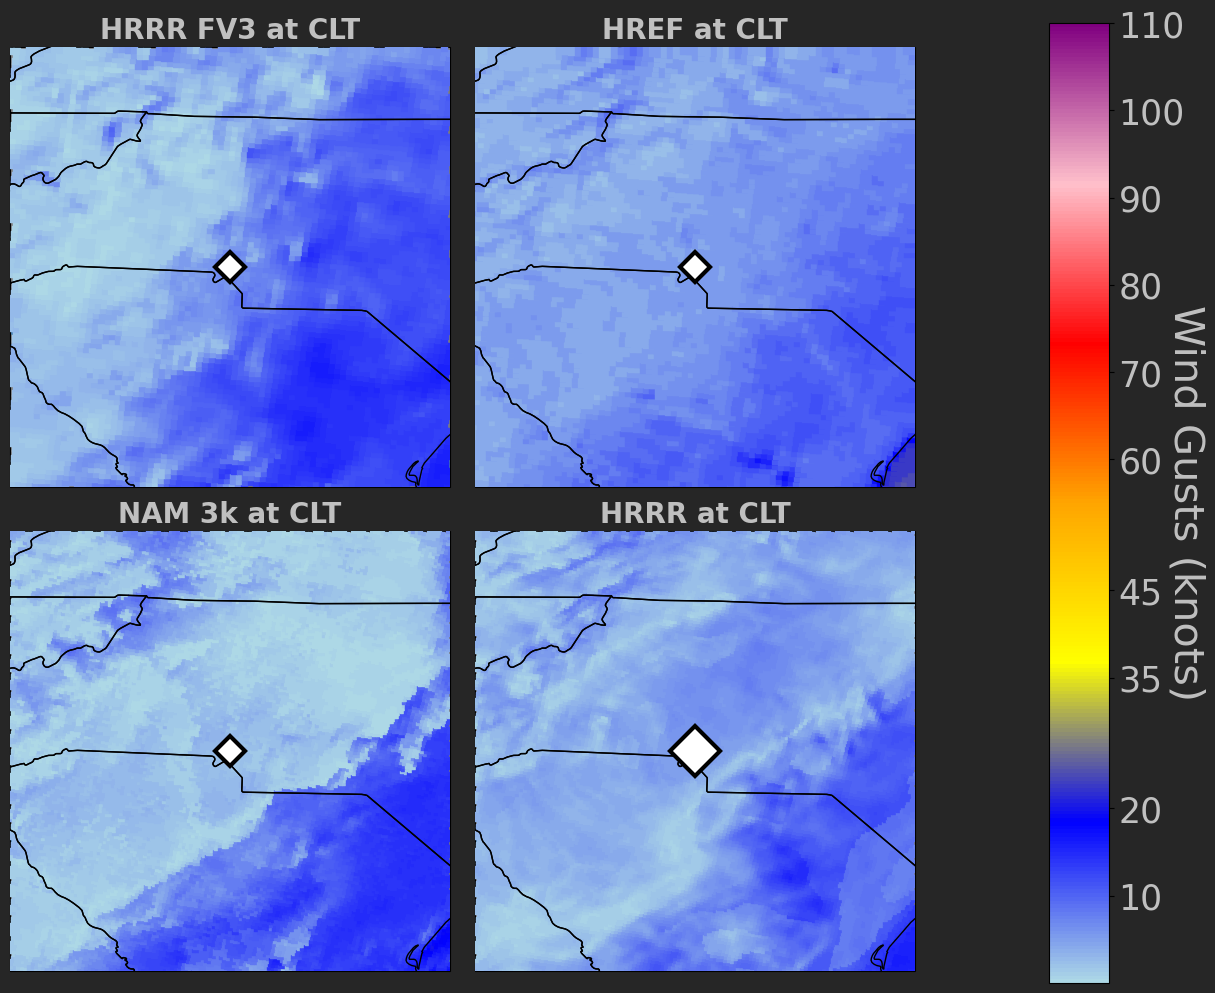 HRRR FV3 at CLT
HREF at CLT
NAM 3k at CLT
HRRR at CLT
110
100
90
80
70
60
45
35
20
10
Wind Gusts (knots)